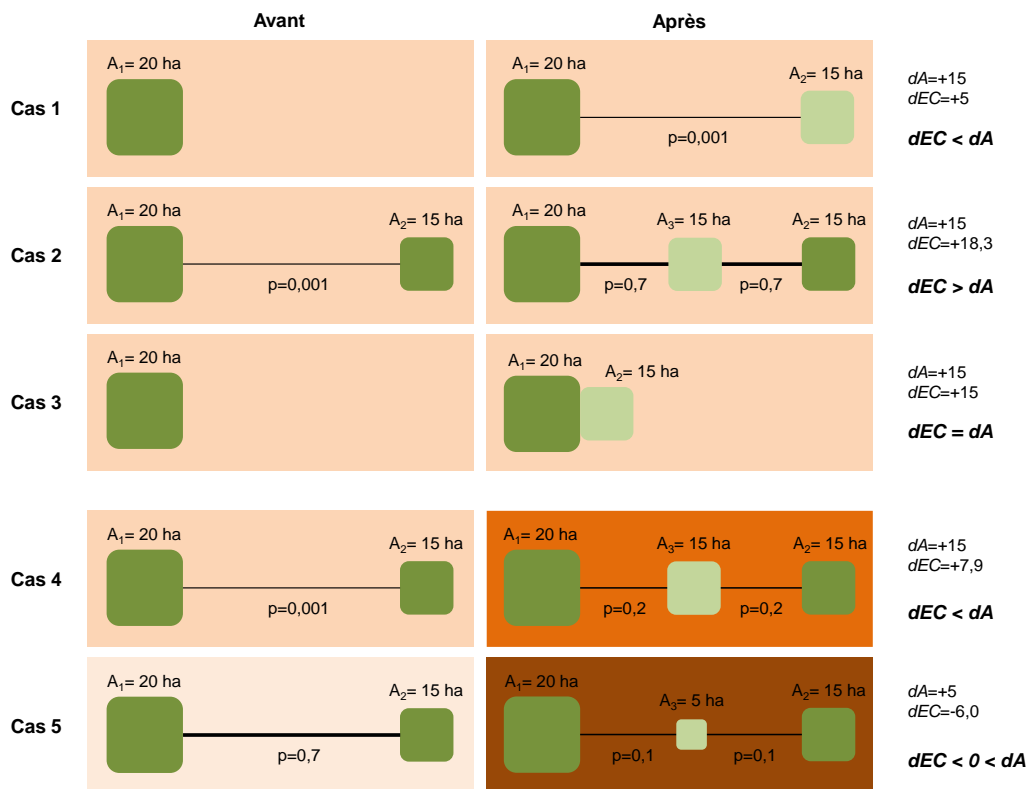 Avant
Après
Cas 1
A1= 20 ha
A1= 20 ha
A2= 15 ha
p=0,001
dA=+15
dEC=+5
dEC < dA
Cas 2
A1= 20 ha
A2= 15 ha
p=0,001
A1= 20 ha
A3= 15 ha
A2= 15 ha
p=0,7
p=0,7
dA=+15
dEC=+18,3
dEC > dA
Cas 3
A1= 20 ha
A1= 20 ha
A2= 15 ha
dA=+15
dEC=+15
dEC = dA
Cas 4
A1= 20 ha
A2= 15 ha
p=0,001
A1= 20 ha
A3= 15 ha
A2= 15 ha
p=0,2
p=0,2
dA=+15
dEC=+7,9
dEC < dA
Cas 5
A1= 20 ha
A2= 15 ha
p=0,7
A1= 20 ha
A3= 5 ha
A2= 15 ha
p=0,1
p=0,1
dA=+5
dEC=-6,0
dEC < 0 < dA